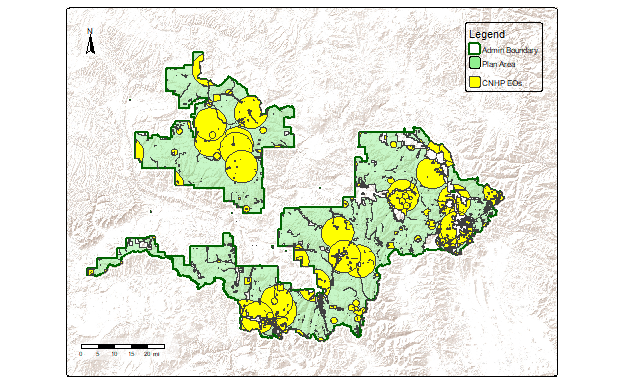 N
Legend
Admin Boundary
Plan Area
CNHP EOs
0 5 10 15 20 mi